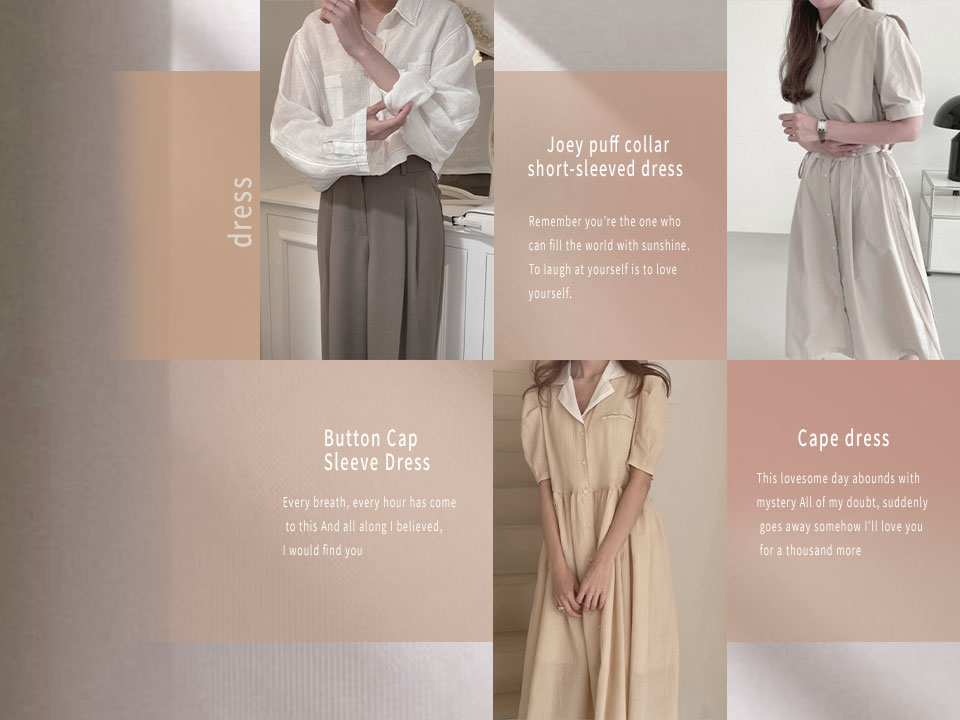 dress
Joey puff collar
short-sleeved dress
Remember you're the one who
can fill the world with sunshine.
To laugh at yourself is to love
yourself.
Button Cap
Sleeve Dress
Every breath, every hour has come
to this And all along I believed,
I would find you
Cape dress
This lovesome day abounds with
mystery All of my doubt, suddenly
goes away somehow I'll love you
for a thousand more